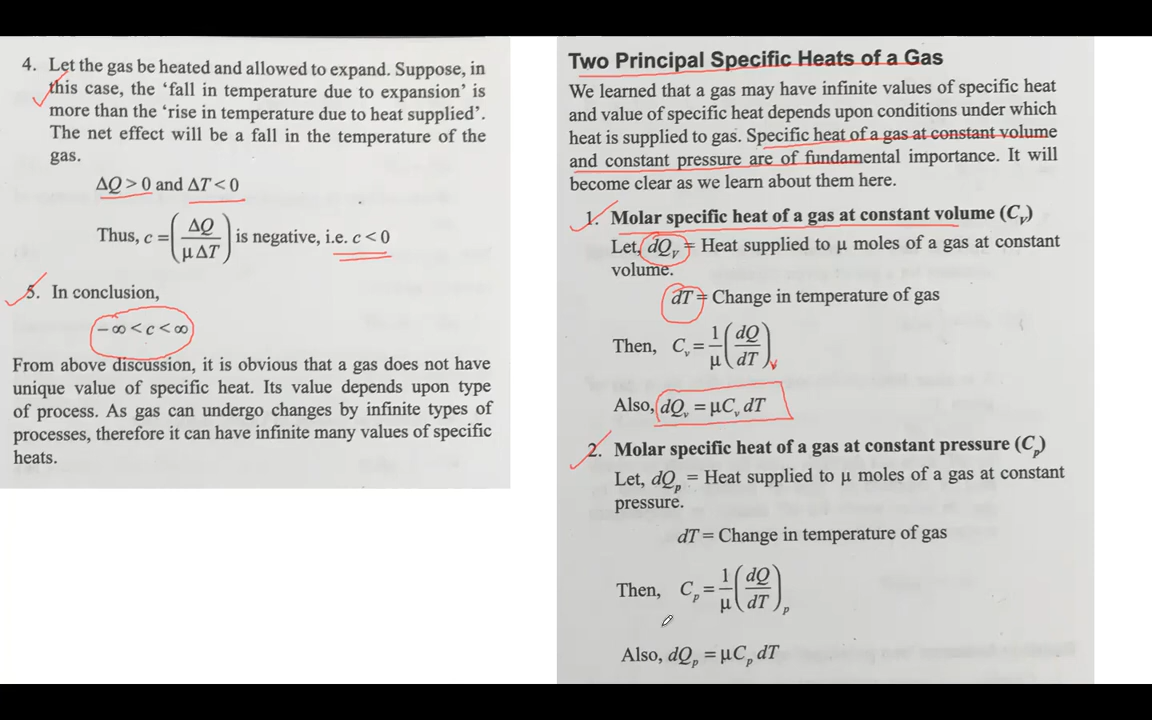 4. Let the gas be heated and allowed to expand. Suppose, in
this case, the ‘fall in temperature due to expansion’ is
more than the ‘rise in temperature due to heat supplied’.
The net effect will be a fall in the temperature of the
gas.
ΔQ > 0 and ΔT < 0
Thus, c = (ΔQ / μ ΔT) is negative, i.e. c < 0
5. In conclusion,
− ∞ < c < ∞
From above discussion, it is obvious that a gas does not have
unique value of specific heat. Its value depends upon type
of process. As gas can undergo changes by infinite types of
processes, therefore it can have infinite many values of specific
heats.
Two Principal Specific Heats of a Gas
We learned that a gas may have infinite values of specific heat
and value of specific heat depends upon conditions under which
heat is supplied to gas. Specific heat of a gas at constant volume
and constant pressure are of fundamental importance. It will
become clear as we learn about them here.
1. Molar specific heat of a gas at constant volume (Cv)
Let, dQv = Heat supplied to μ moles of a gas at constant
volume.
dT = Change in temperature of gas
Then, Cv = 1/μ (dQ/dT)v
Also, dQv = μCv dT
2. Molar specific heat of a gas at constant pressure (Cp)
Let, dQp = Heat supplied to μ moles of a gas at constant
pressure.
dT = Change in temperature of gas
Then, Cp = 1/μ (dQ/dT)p
Also, dQp = μCp dT